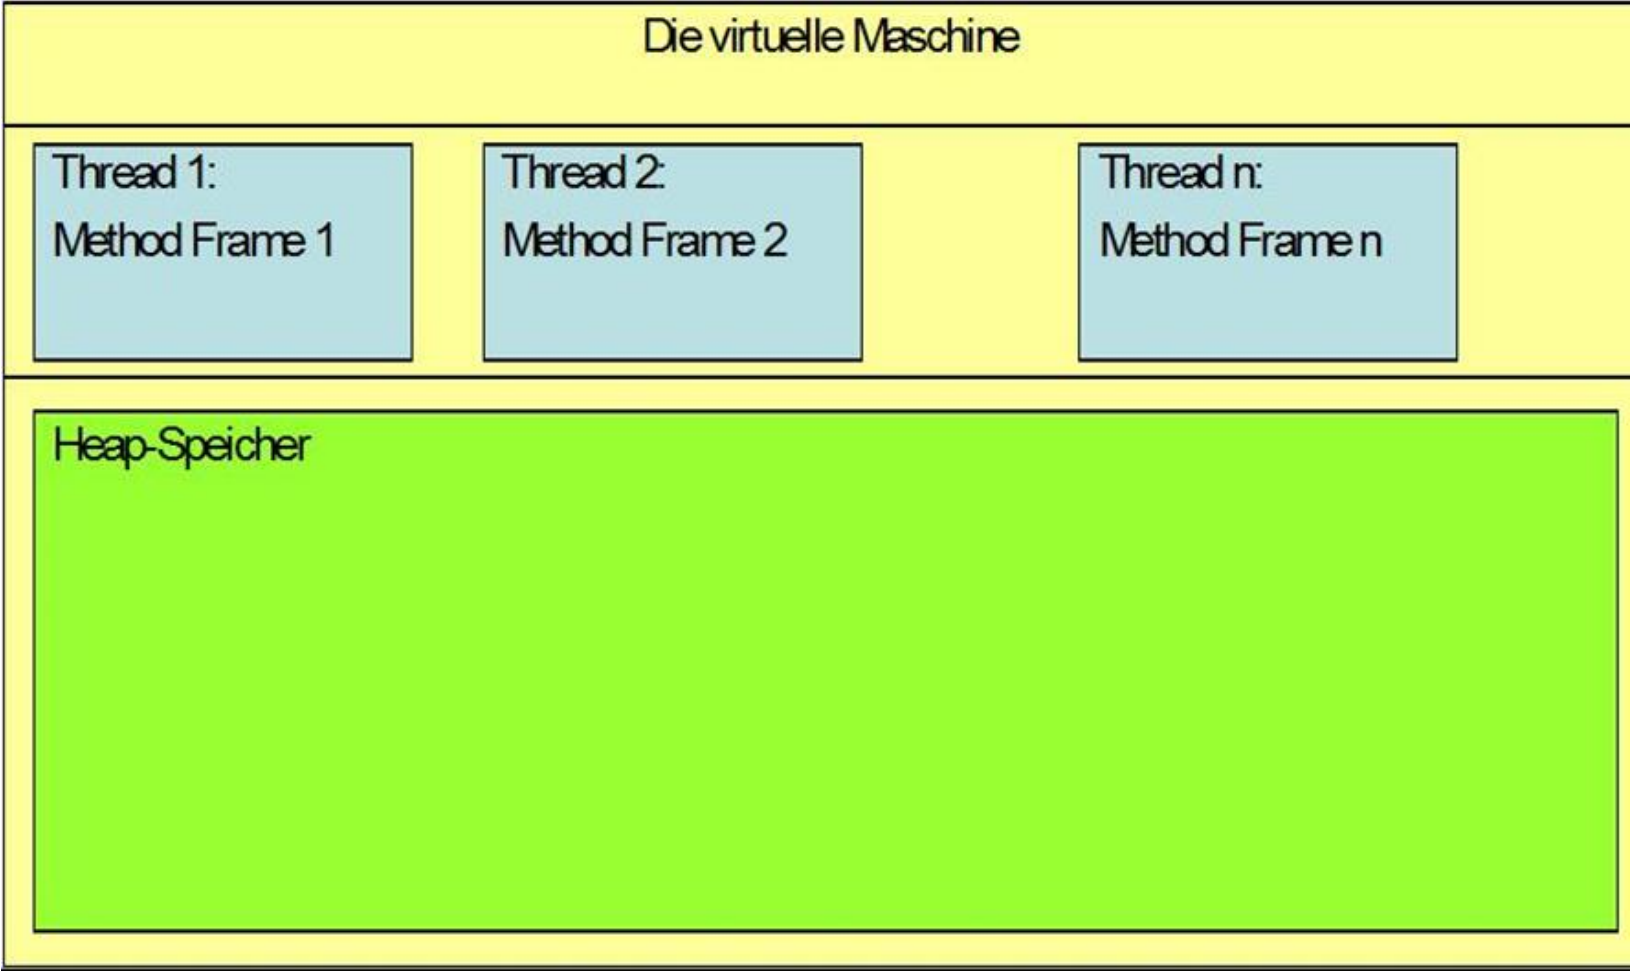 Die virtuelle Maschine
Thread 1:
Method Frame 1
Thread 2:
Method Frame 2
Thread n:
Method Frame n
Heap-Speicher